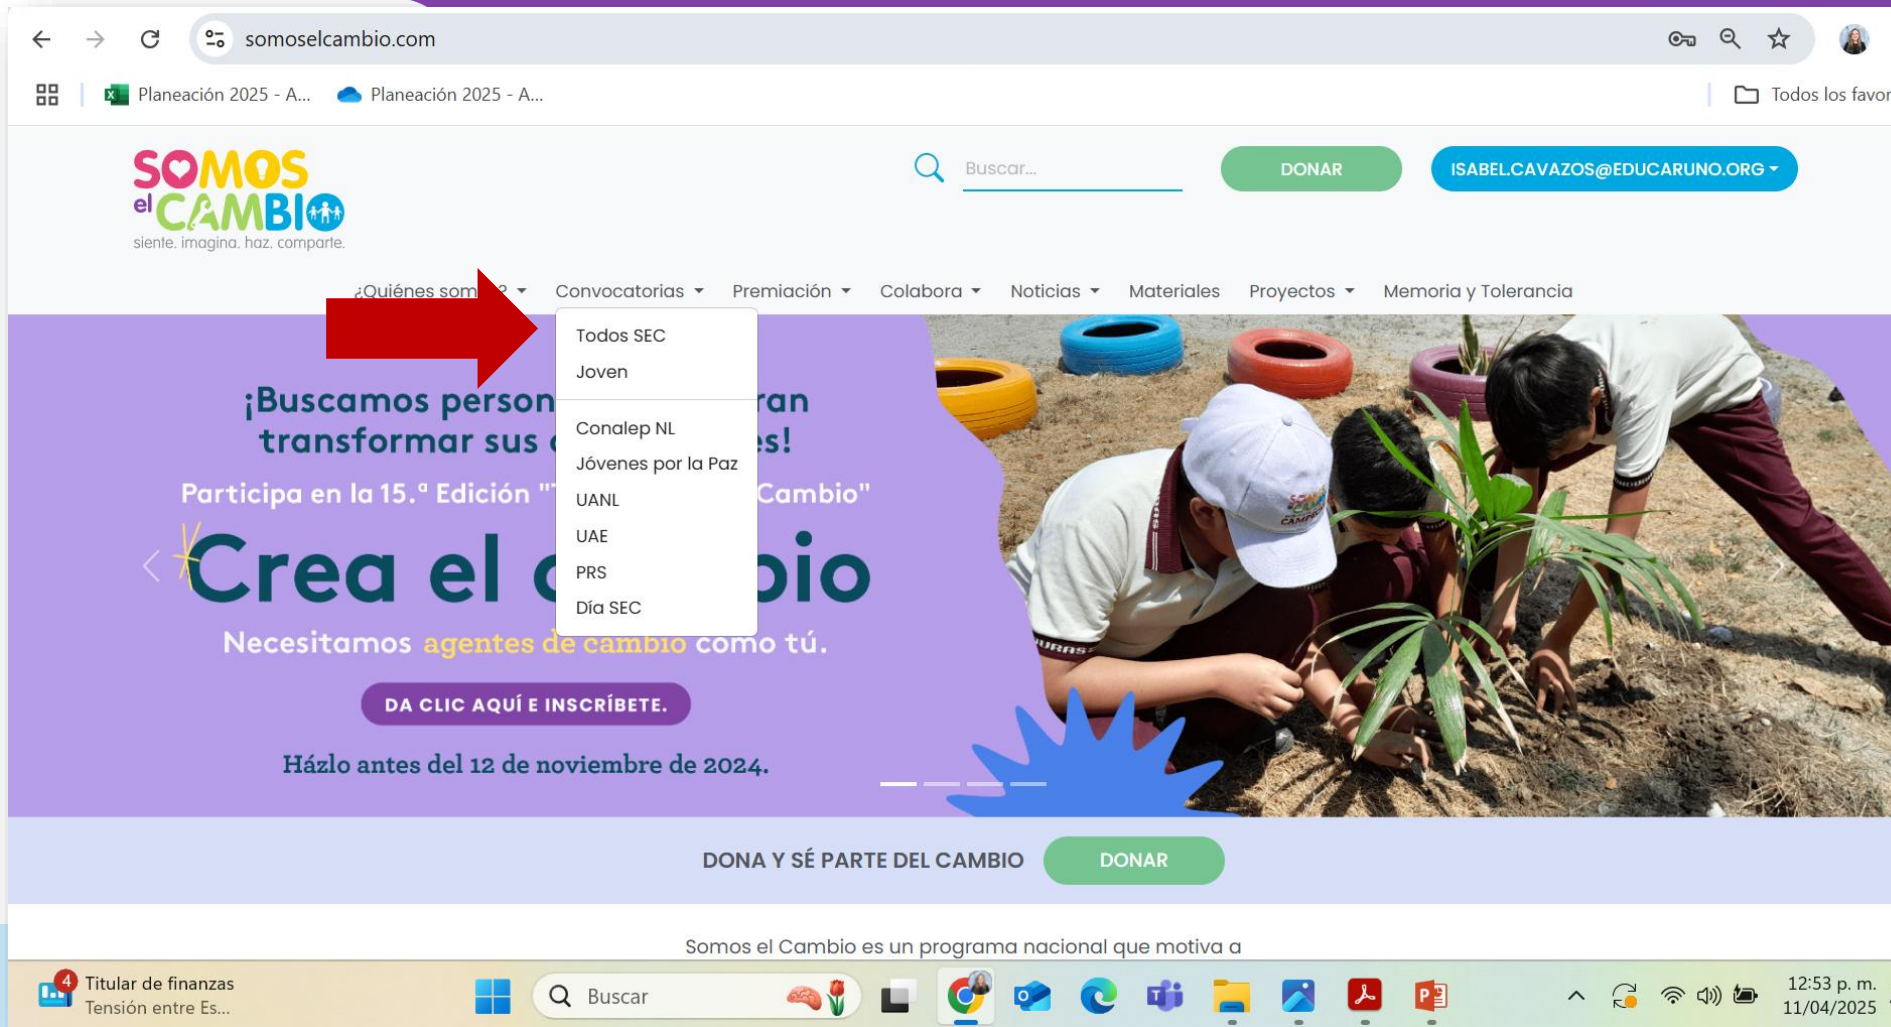 somoselcambio.com
Planeación 2025 - A...
Planeación 2025 - A...
Todos los favor
SOMOS
el CAMBIO
siente. imagina. haz. comparte.
Buscar...
DONAR
ISABEL.CAVAZOS@EDUCARUNO.ORG
¿Quiénes som ?
Convocatorias
Premiación
Colabora
Noticias
Materiales
Proyectos
Memoria y Tolerancia
Todos SEC
Joven
Conalep NL
Jóvenes por la Paz
UANL
UAE
PRS
Día SEC
¡Buscamos person ran
transformar sus es!
Participa en la 15.ª Edición "T Cambio"
Crea el c bio
Necesitamos agentes de cambio como tú.
DA CLIC AQUÍ E INSCRÍBETE.
Házlo antes del 12 de noviembre de 2024.
DONA Y SÉ PARTE DEL CAMBIO
DONAR
Somos el Cambio es un programa nacional que motiva a
4
Titular de finanzas
Tensión entre Es...
Buscar
12:53 p. m.
11/04/2025